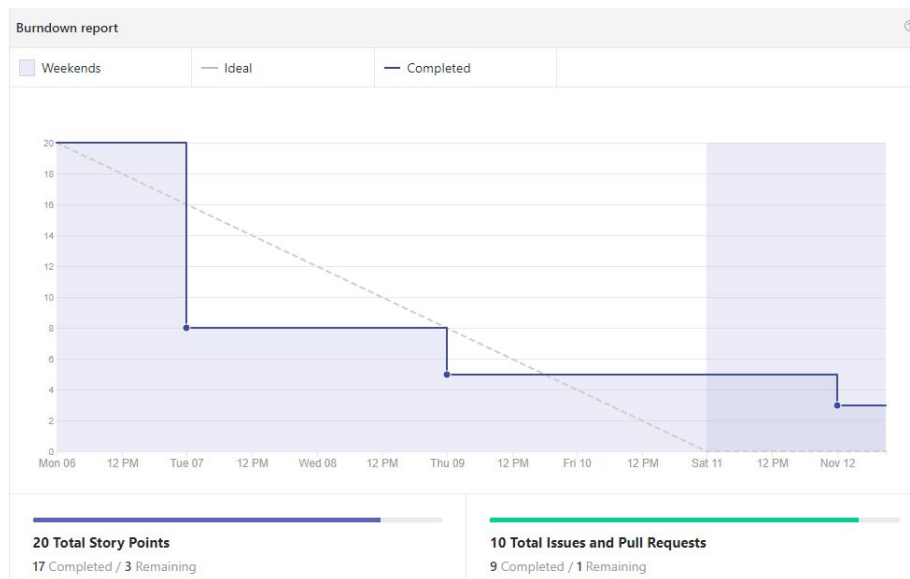 Burndown report
Weekends Ideal Completed
20
18
16
14
12
10
8
6
4
2
0
Mon 06 12 PM Tue 07 12 PM Wed 08 12 PM Thu 09 12 PM Fri 10 12 PM Sat 11 12 PM Nov 12
20 Total Story Points 10 Total Issues and Pull Requests
17 Completed / 3 Remaining 9 Completed / 1 Remaining